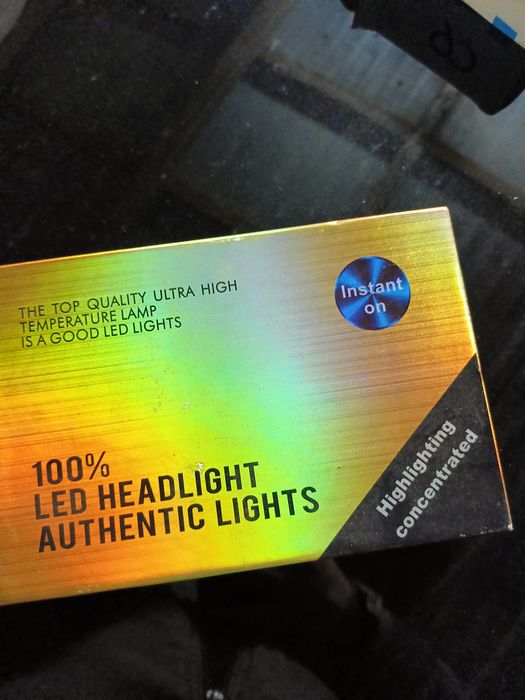 THE TOP QUALITY ULTRA HIGH
TEMPERATURE LAMP
IS A GOOD LED LIGHTS
Instant
on
100%
LED HEADLIGHT
AUTHENTIC LIGHTS
Highlighting
concentrated